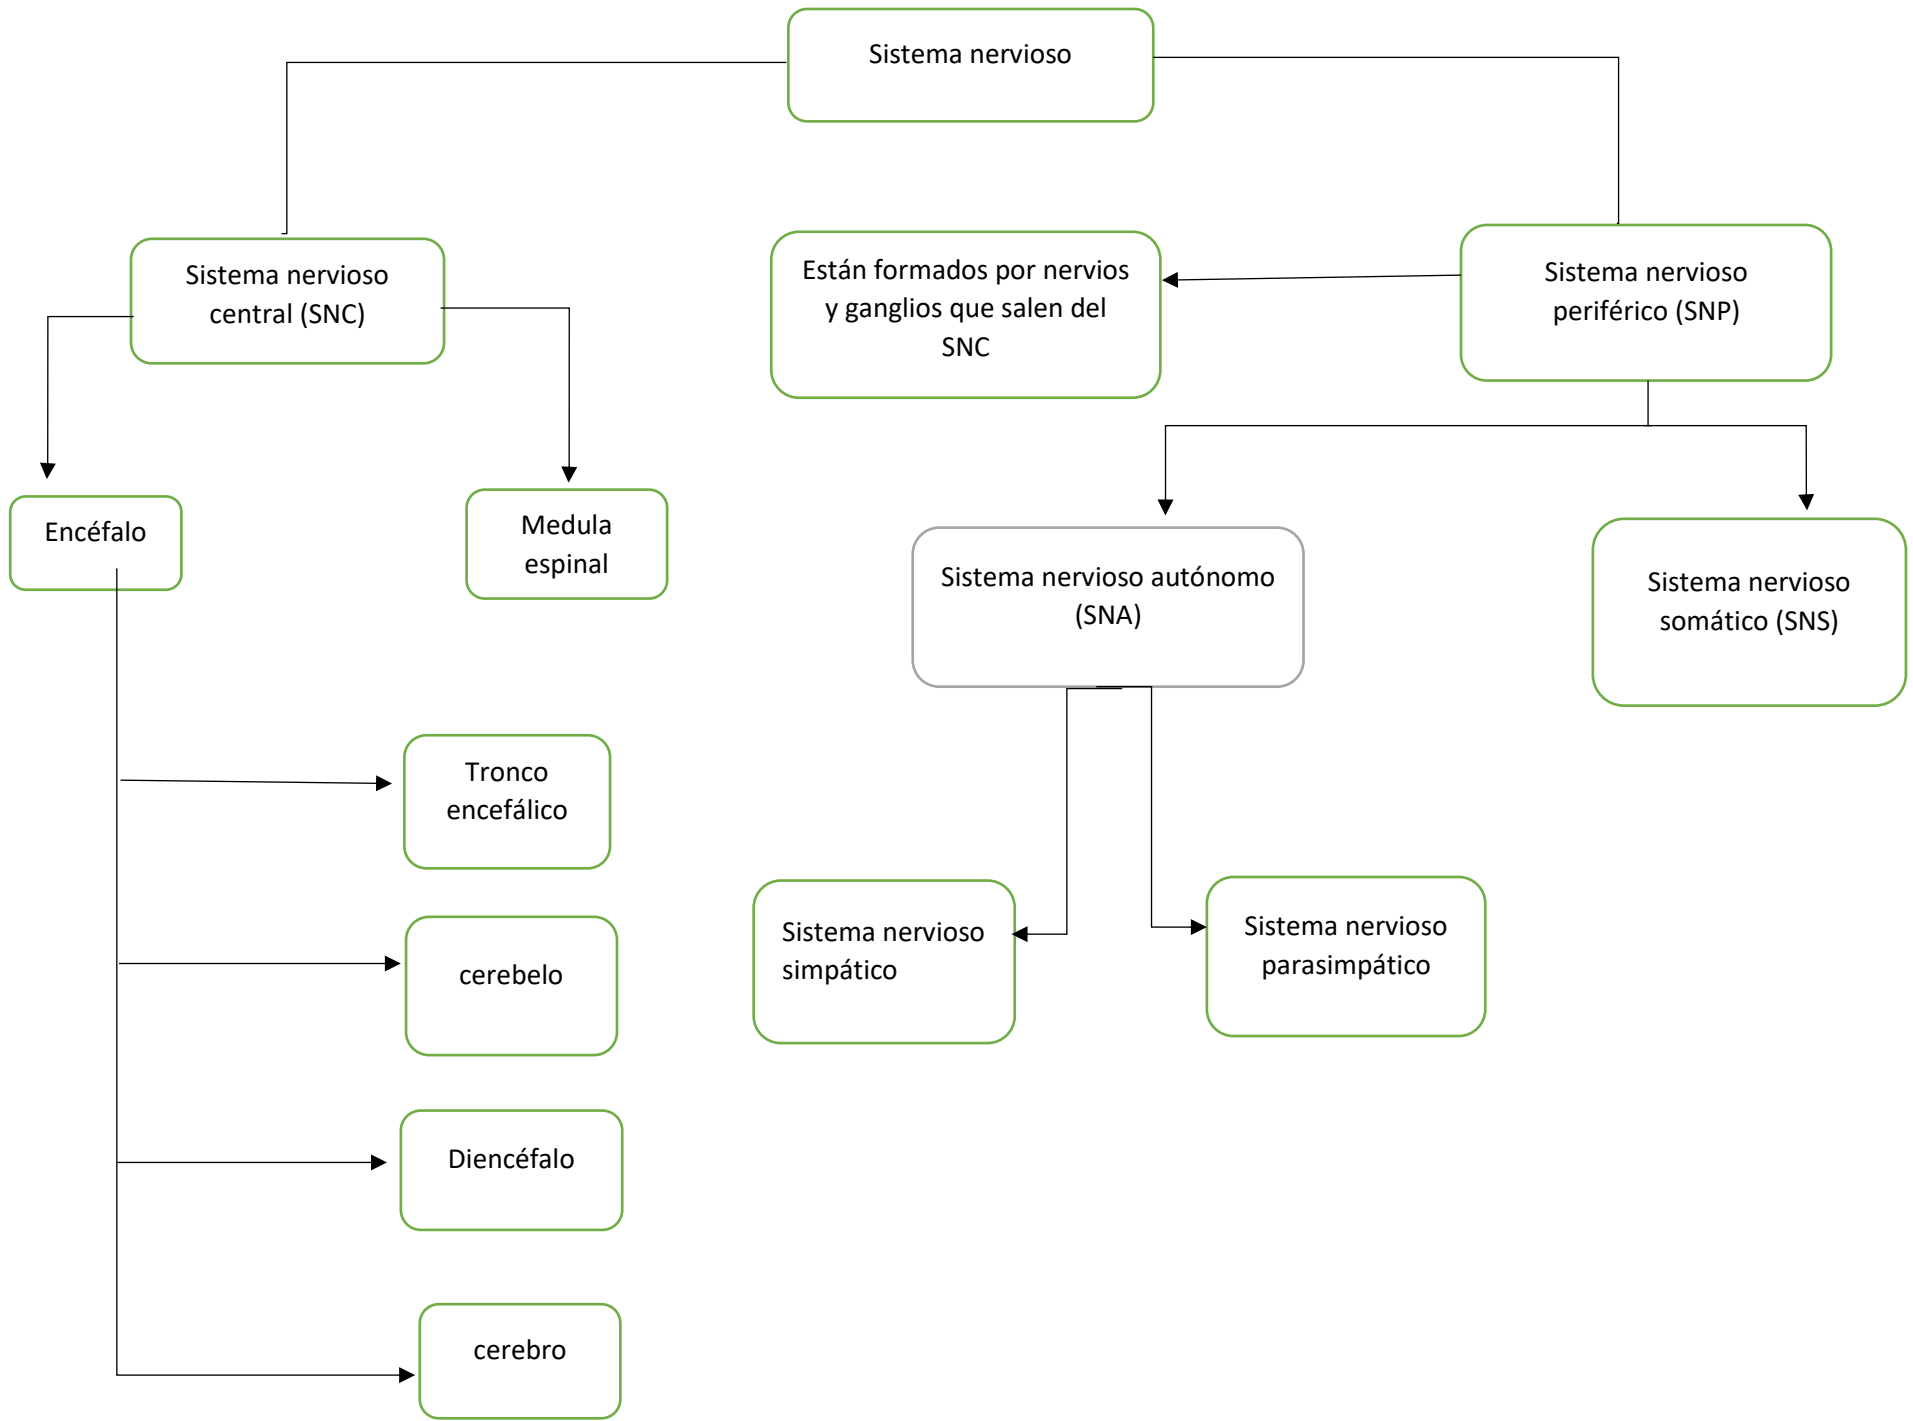 Sistema nervioso
Sistema nervioso
central (SNC)
Están formados por nervios
y ganglios que salen del
SNC
Sistema nervioso
periférico (SNP)
Encéfalo
Medula
espinal
Sistema nervioso autónomo
(SNA)
Sistema nervioso
somático (SNS)
Tronco
encefálico
cerebelo
Sistema nervioso
simpático
Sistema nervioso
parasimpático
Diencéfalo
cerebro